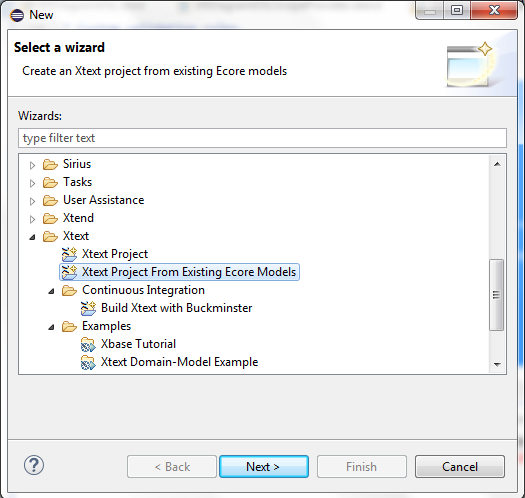 New
Select a wizard
Create an Xtext project from existing Ecore models
Wizards:
type filter text
Sirius
Tasks
User Assistance
Xtend
Xtext
Xtext Project
Xtext Project From Existing Ecore Models
Continuous Integration
Build Xtext with Buckminster
Examples
Xbase Tutorial
Xtext Domain-Model Example
< Back Next > Finish Cancel